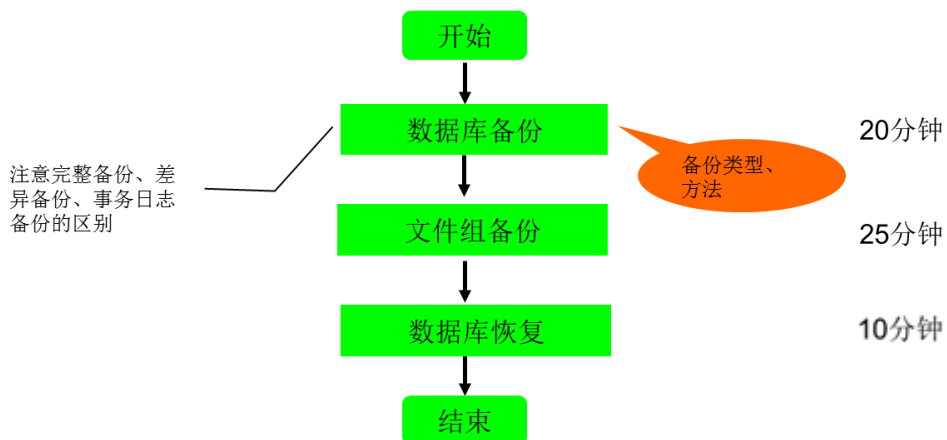 开始
数据库备份
20分钟
注意完整备份、差
异备份、事务日志
备份的区别
备份类型、
方法
文件组备份
25分钟
数据库恢复
10分钟
结束